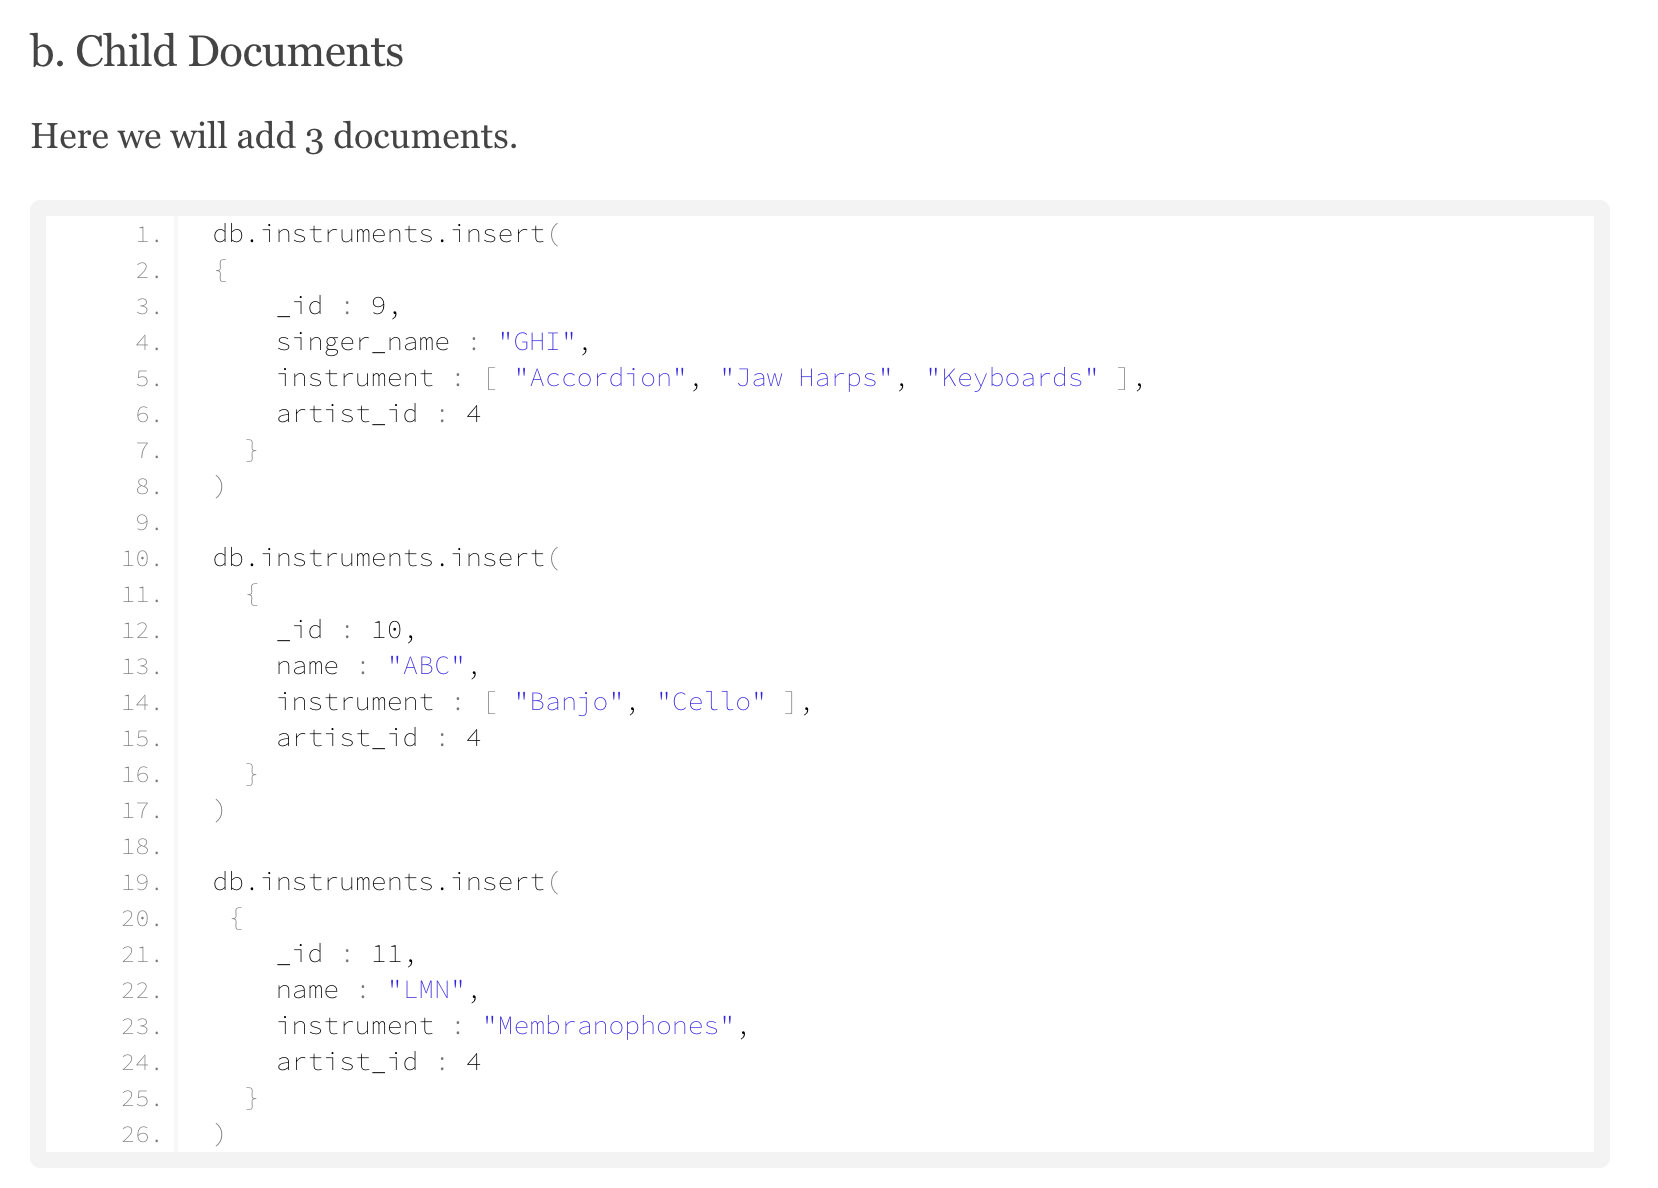 b. Child Documents
Here we will add 3 documents.
1. db.instruments.insert(
2. {
3. _id : 9,
4. singer_name : "GHI",
5. instrument : [ "Accordion", "Jaw Harps", "Keyboards" ],
6. artist_id : 4
7. }
8. )
9.
10. db.instruments.insert(
11. {
12. _id : 10,
13. name : "ABC",
14. instrument : [ "Banjo", "Cello" ],
15. artist_id : 4
16. }
17. )
18.
19. db.instruments.insert(
20. {
21. _id : 11,
22. name : "LMN",
23. instrument : "Membranophones",
24. artist_id : 4
25. }
26. )